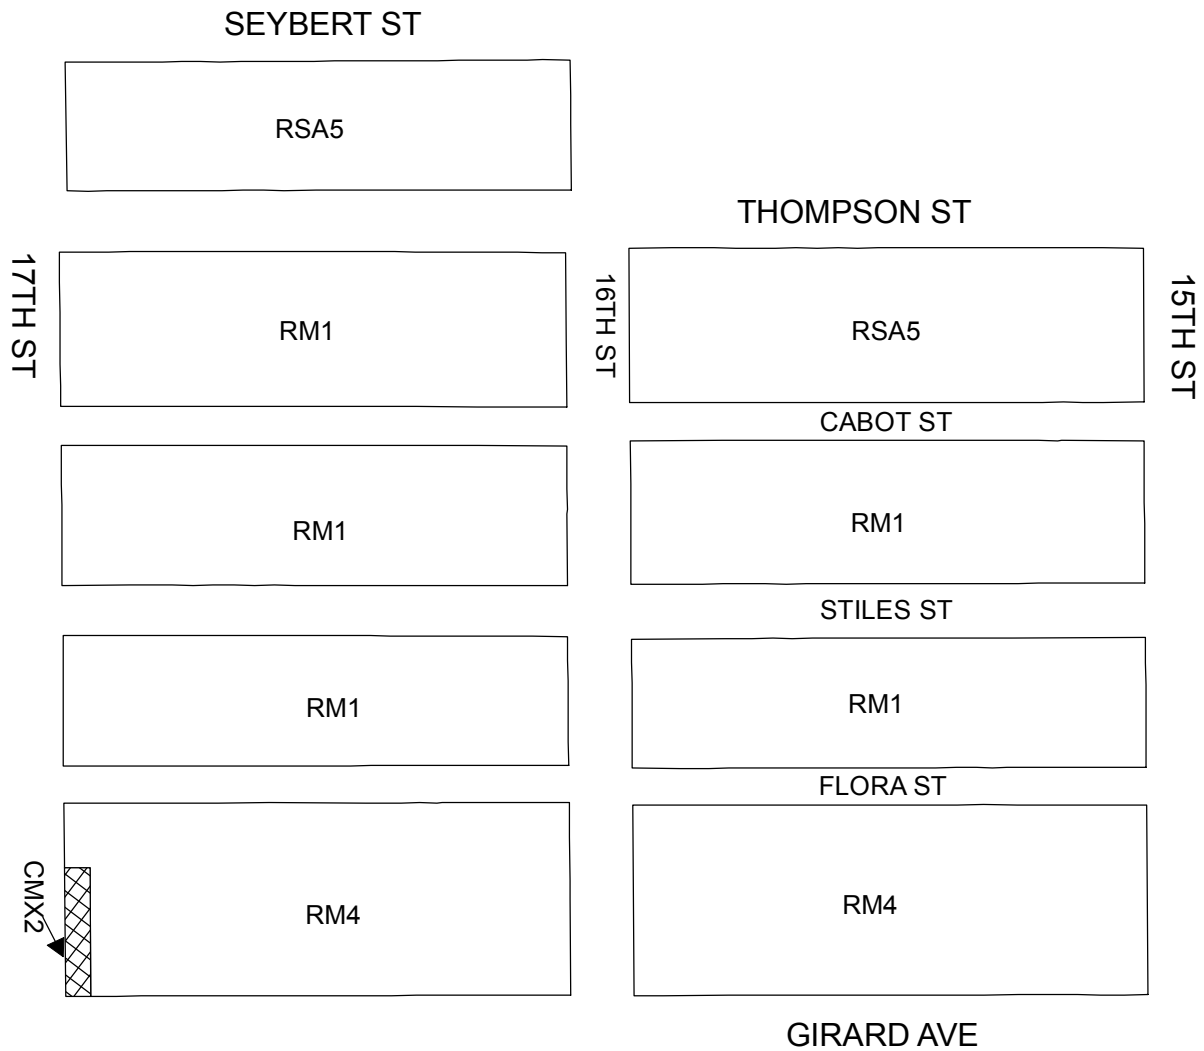 SEYBERT ST
RSA5
THOMPSON ST
17TH ST
RM1
16TH ST
RSA5
15TH ST
CABOT ST
RM1
RM1
STILES ST
RM1
RM1
FLORA ST
CMX2
RM4
RM4
GIRARD AVE